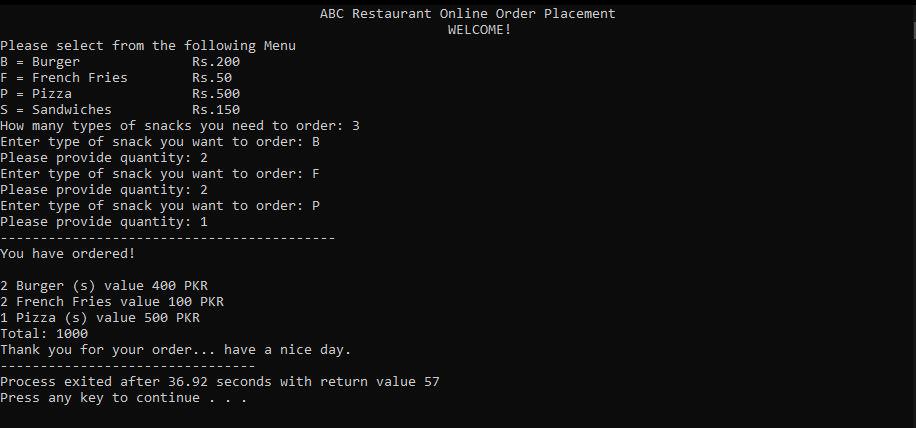 ABC Restaurant Online Order Placement
WELCOME!
Please select from the following Menu
B = Burger Rs.200
F = French Fries Rs.50
P = Pizza Rs.500
S = Sandwiches Rs.150
How many types of snacks you need to order: 3
Enter type of snack you want to order: B
Please provide quantity: 2
Enter type of snack you want to order: F
Please provide quantity: 2
Enter type of snack you want to order: P
Please provide quantity: 1
------------------------------------------
You have ordered!
2 Burger (s) value 400 PKR
2 French Fries value 100 PKR
1 Pizza (s) value 500 PKR
Total: 1000
Thank you for your order... have a nice day.
--------------------------------
Process exited after 36.92 seconds with return value 57
Press any key to continue . . .